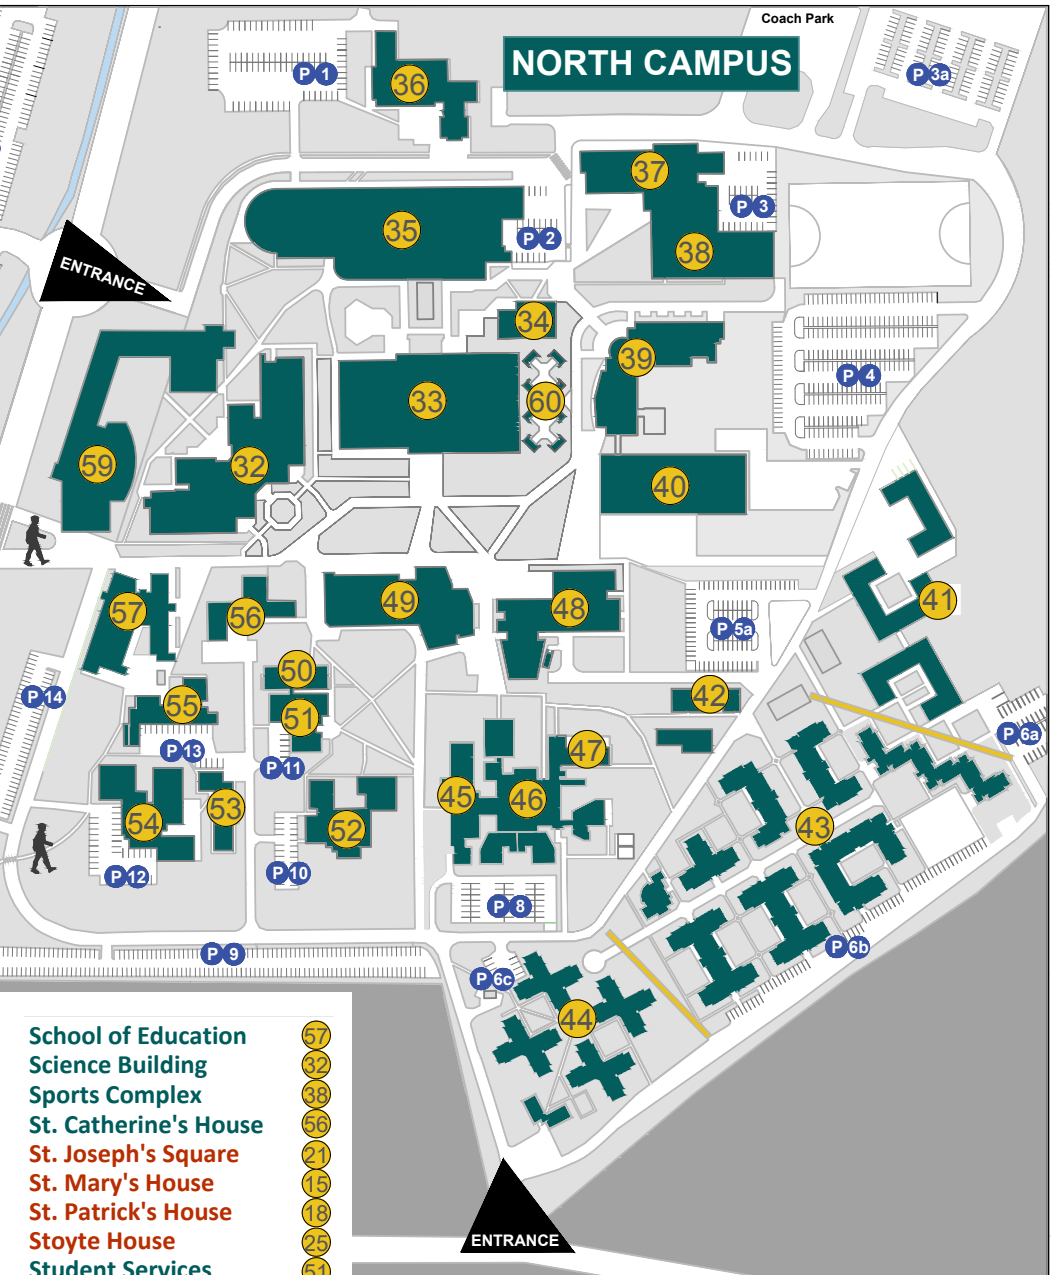 Coach Park
NORTH CAMPUS
P 1
36
P 3a
37
P 3
35
P 2
38
ENTRANCE
34
39
P 4
33
60
59
32
40
41
57
56
49
48
P 5a
50
42
P 14
55
51
P 6a
P 13
47
P 11
45
46
54
53
52
43
P 12
P 10
P 8
P 9
P 6b
P 6c
44
School of Education 57
Science Building 32
Sports Complex 38
St. Catherine's House 56
St. Joseph's Square 21
St. Mary's House 15
St. Patrick's House 18
Stoyte House 25
Student Services 51
ENTRANCE